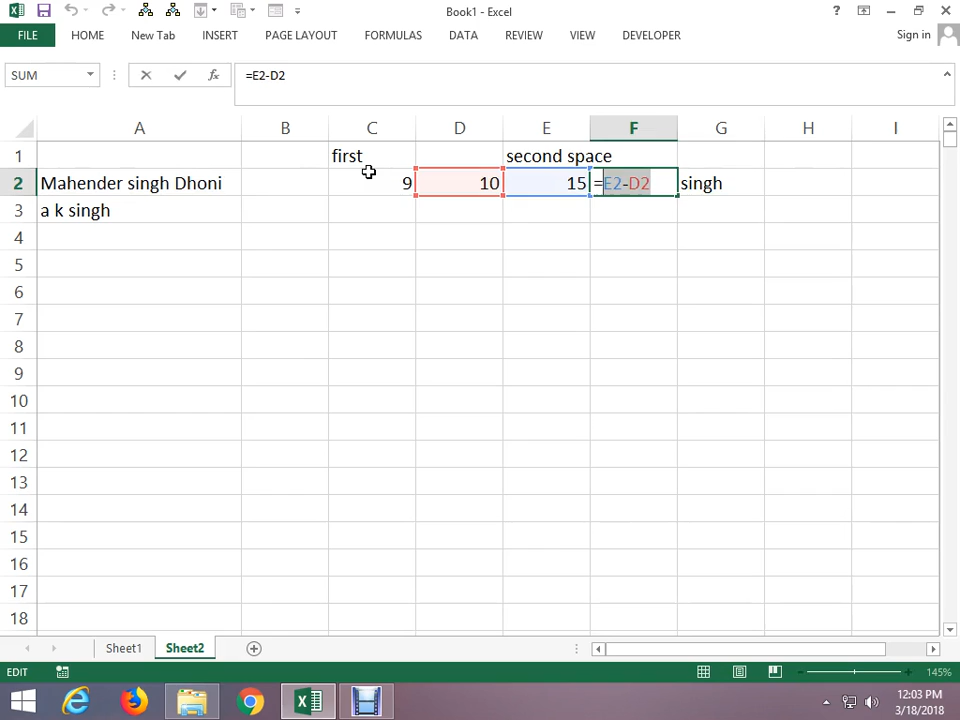 Book1 - Excel
?
FILE HOME New Tab INSERT PAGE LAYOUT FORMULAS DATA REVIEW VIEW DEVELOPER Sign in
SUM fx =E2-D2
A B C D E F G H I
1 first second space
2 Mahender singh Dhoni 9 10 15 =E2-D2 singh
3 a k singh
4
5
6
7
8
9
10
11
12
13
14
15
16
17
18
Sheet1 Sheet2
EDIT 145%
12:03 PM
3/18/2018